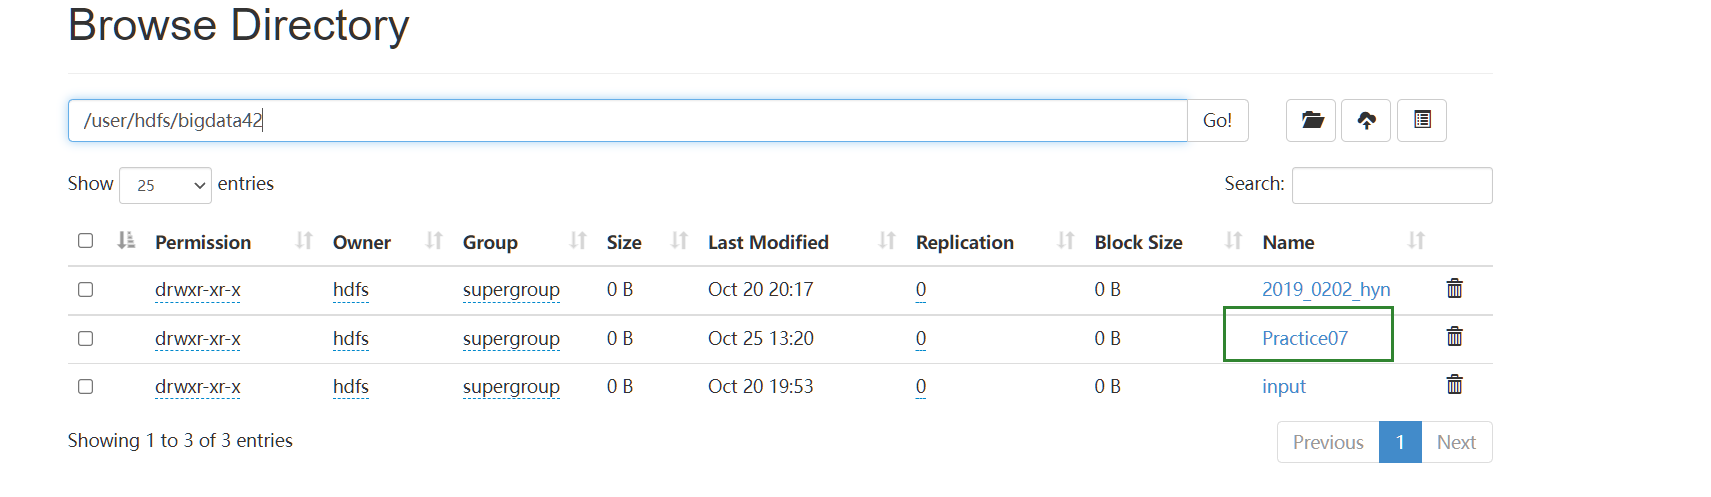 Browse Directory
/user/hdfs/bigdata42 Go!
Show 25 entries Search:
Permission Owner Group Size Last Modified Replication Block Size Name
drwxr-xr-x hdfs supergroup 0 B Oct 20 20:17 0 0 B 2019_0202_hyn
drwxr-xr-x hdfs supergroup 0 B Oct 25 13:20 0 0 B Practice07
drwxr-xr-x hdfs supergroup 0 B Oct 20 19:53 0 0 B input
Showing 1 to 3 of 3 entries Previous 1 Next